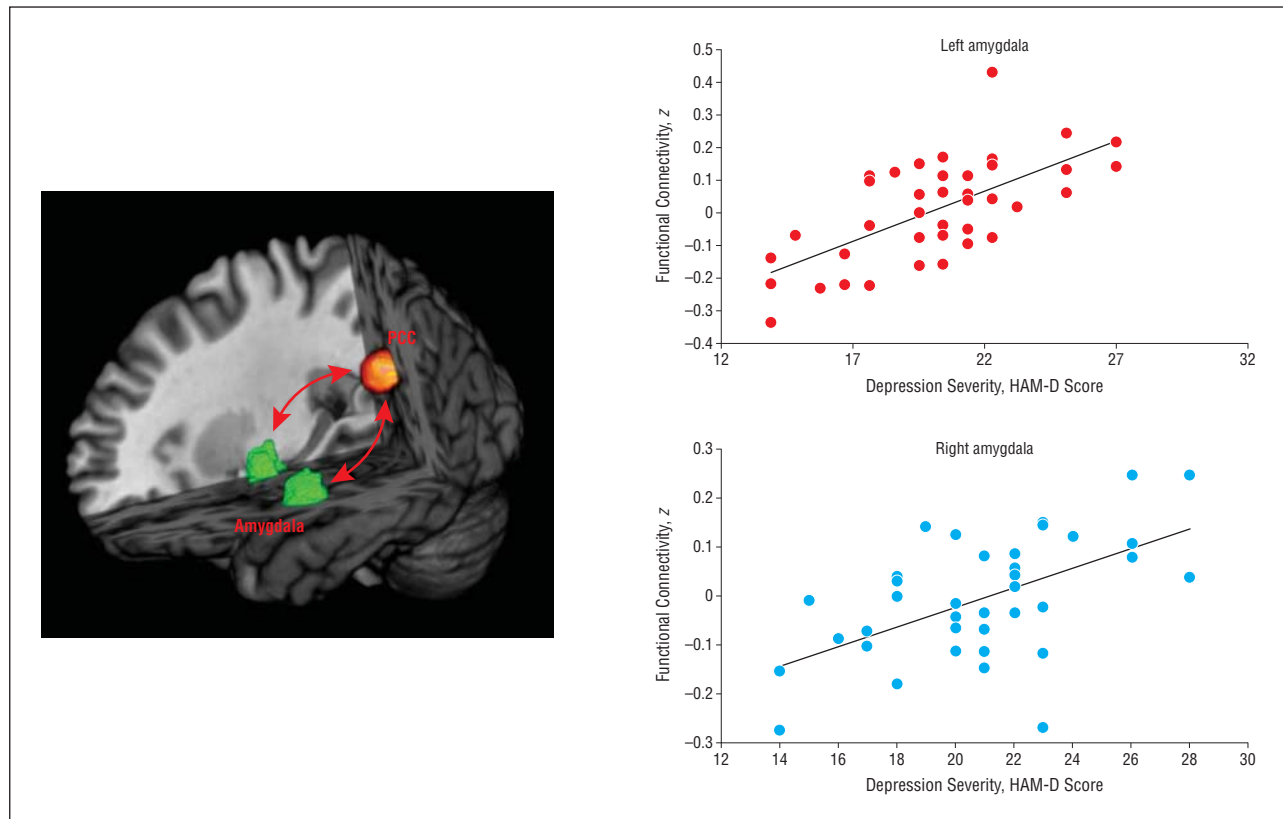 PCC
Amygdala
Left amygdala
Functional Connectivity, z
0.5
0.4
0.3
0.2
0.1
0
–0.1
–0.2
–0.3
–0.4
12 17 22 27 32
Depression Severity, HAM-D Score
Right amygdala
Functional Connectivity, z
0.3
0.2
0.1
0
–0.1
–0.2
–0.3
12 14 16 18 20 22 24 26 28 30
Depression Severity, HAM-D Score